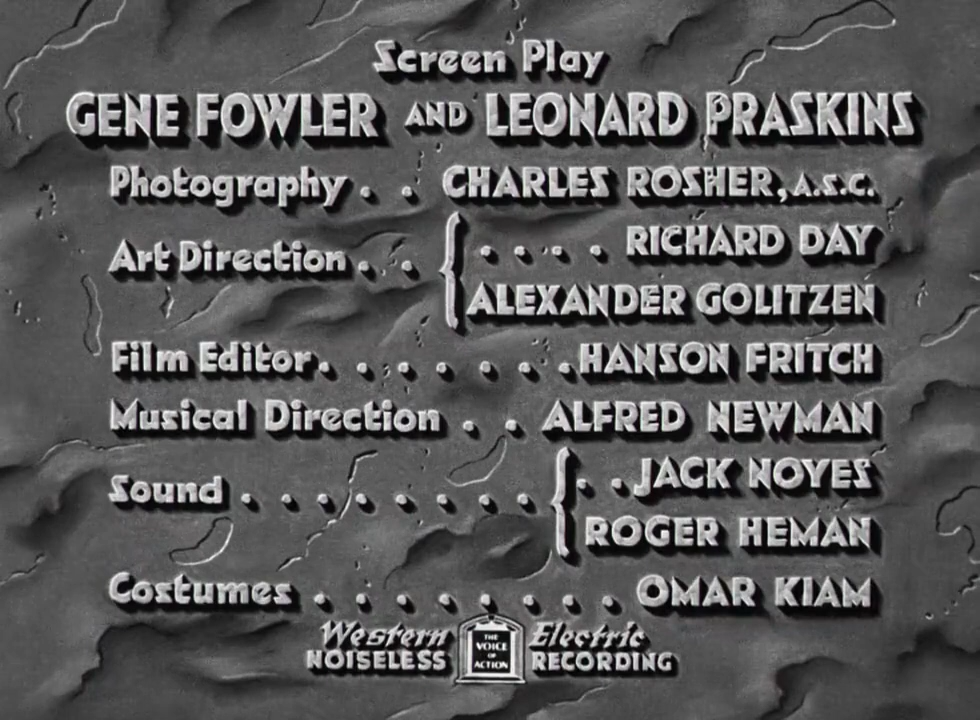 Screen Play
GENE FOWLER AND LEONARD PRASKINS
Photography . . CHARLES ROSHER, A.S.C.
Art Direction . . { . . . . RICHARD DAY
ALEXANDER GOLITZEN
Film Editor . . . . . . . HANSON FRITCH
Musical Direction . . ALFRED NEWMAN
Sound . . . . . . . . { . . JACK NOYES
ROGER HEMAN
Costumes . . . . . . . . OMAR KIAM
Western Electric
NOISELESS RECORDING
THE
VOICE
OF
ACTION